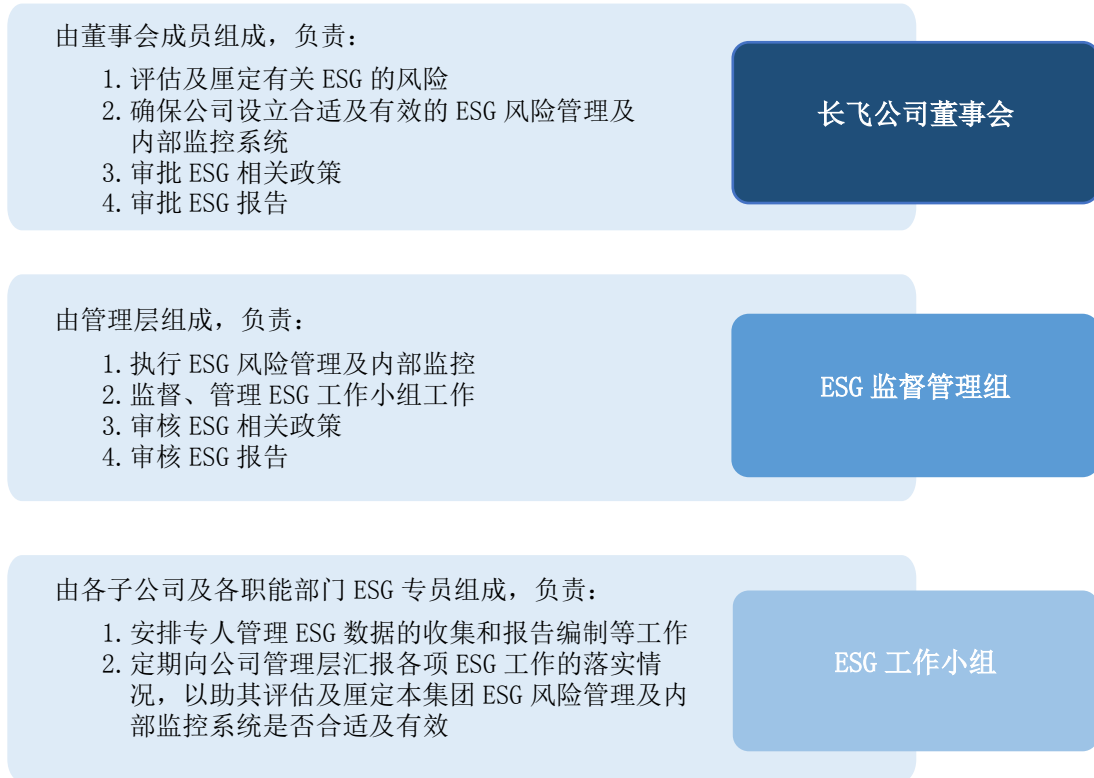 由董事会成员组成，负责：
1. 评估及厘定有关 ESG 的风险
2. 确保公司设立合适及有效的 ESG 风险管理及
内部监控系统
3. 审批 ESG 相关政策
4. 审批 ESG 报告
长飞公司董事会
由管理层组成，负责：
1. 执行 ESG 风险管理及内部监控
2. 监督、管理 ESG 工作小组工作
3. 审核 ESG 相关政策
4. 审核 ESG 报告
ESG 监督管理组
由各子公司及各职能部门 ESG 专员组成，负责：
1. 安排专人管理 ESG 数据的收集和报告编制等工作
2. 定期向公司管理层汇报各项 ESG 工作的落实情
况，以助其评估及厘定本集团 ESG 风险管理及内
部监控系统是否合适及有效
ESG 工作小组